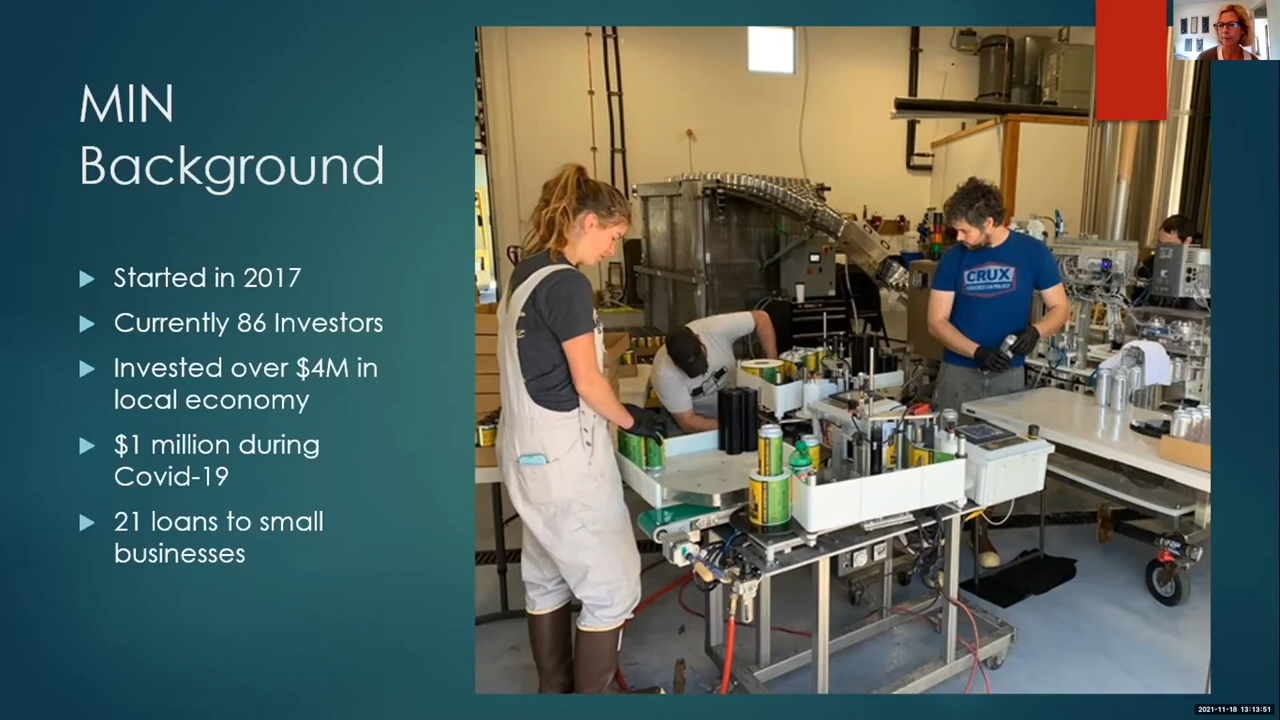 MIN
Background
Started in 2017
Currently 86 Investors
Invested over $4M in
local economy
$1 million during
Covid-19
21 loans to small
businesses
CRUX
2021-11-18 13:13:51